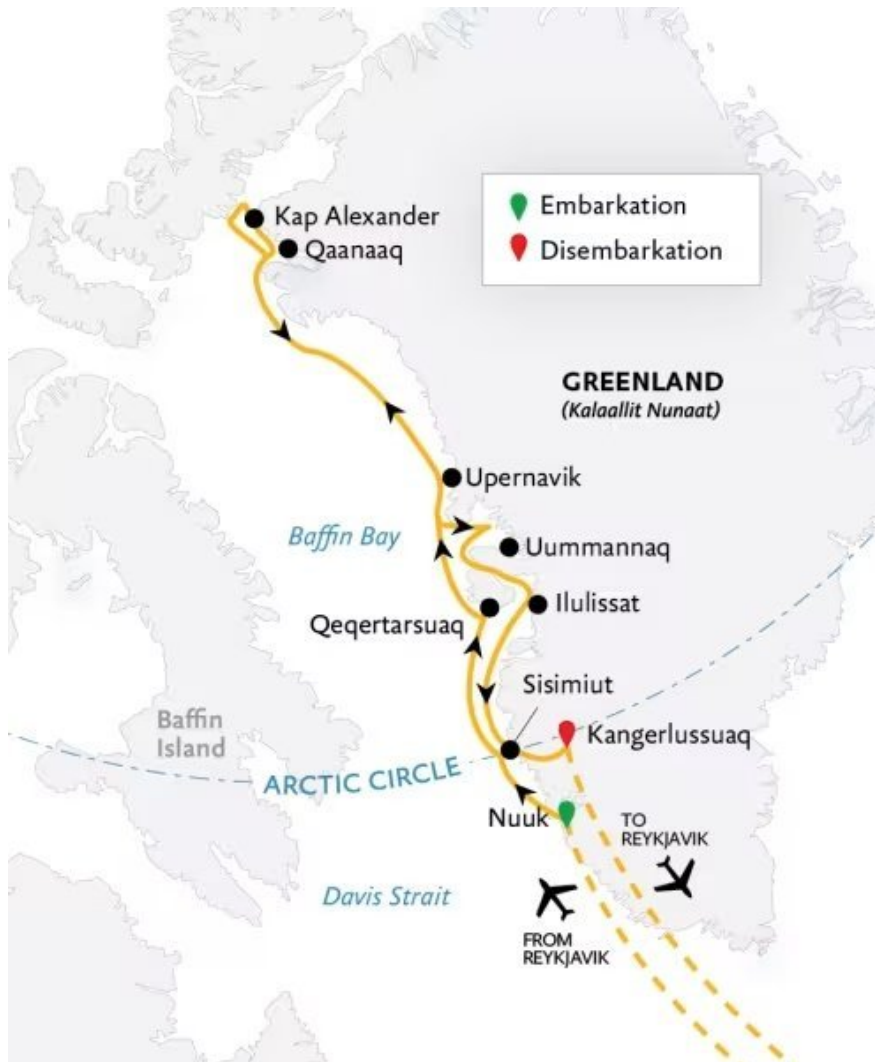 Kap Alexander
Qaanaaq
Embarkation
Disembarkation
GREENLAND
(Kalaallit Nunaat)
Upernavik
Baffin Bay
Uummannaq
Ilulissat
Qeqertarsuaq
Sisimiut
Baffin
Island
Kangerlussuaq
ARCTIC CIRCLE
Nuuk
TO
REYKJAVIK
Davis Strait
FROM
REYKJAVIK